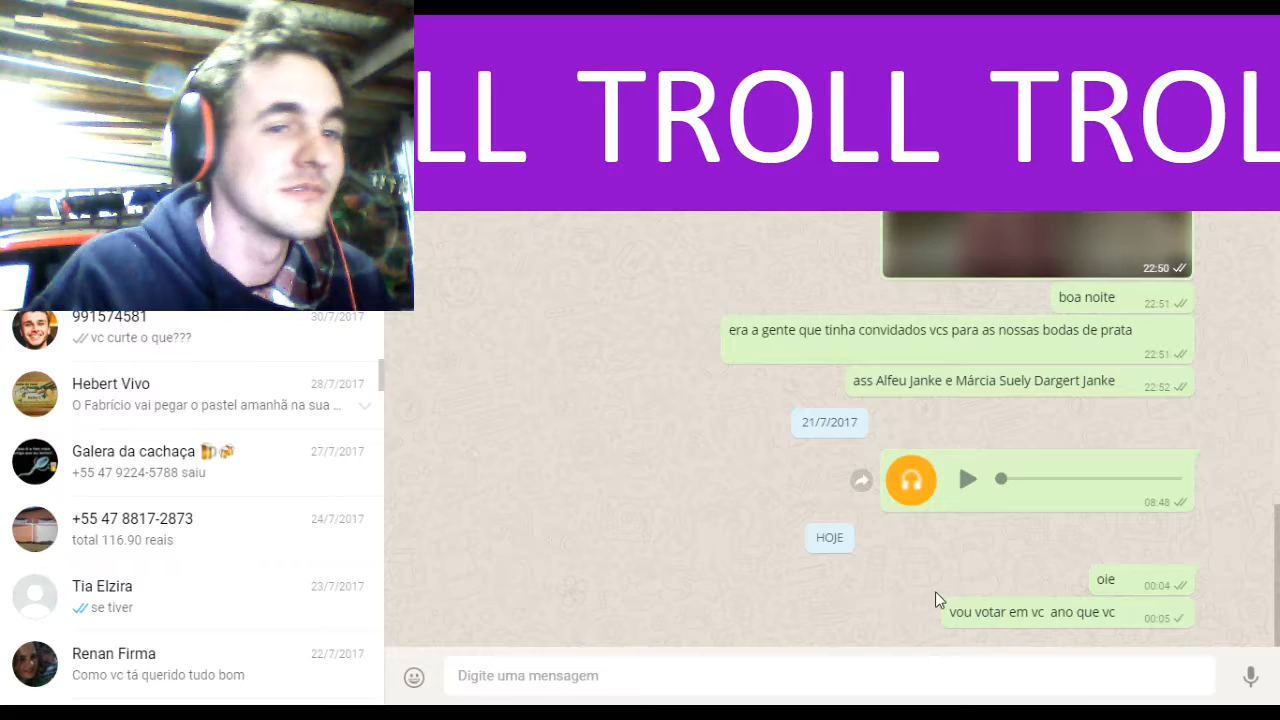 LL TROLL TROL
991574581 30/7/2017
vc curte o que???
Hebert Vivo 28/7/2017
O Fabrício vai pegar o pastel amanhã na sua ...
Galera da cachaça 27/7/2017
+55 47 9224-5788 saiu
+55 47 8817-2873 24/7/2017
total 116.90 reais
Tia Elzira 23/7/2017
se tiver
Renan Firma 22/7/2017
Como vc tá querido tudo bom
22:50
boa noite 22:51
era a gente que tinha convidados vcs para as nossas bodas de prata
22:51
ass Alfeu Janke e Márcia Suely Dargert Janke 22:52
21/7/2017
08:48
HOJE
oie 00:04
vou votar em vc ano que vc 00:05
Digite uma mensagem